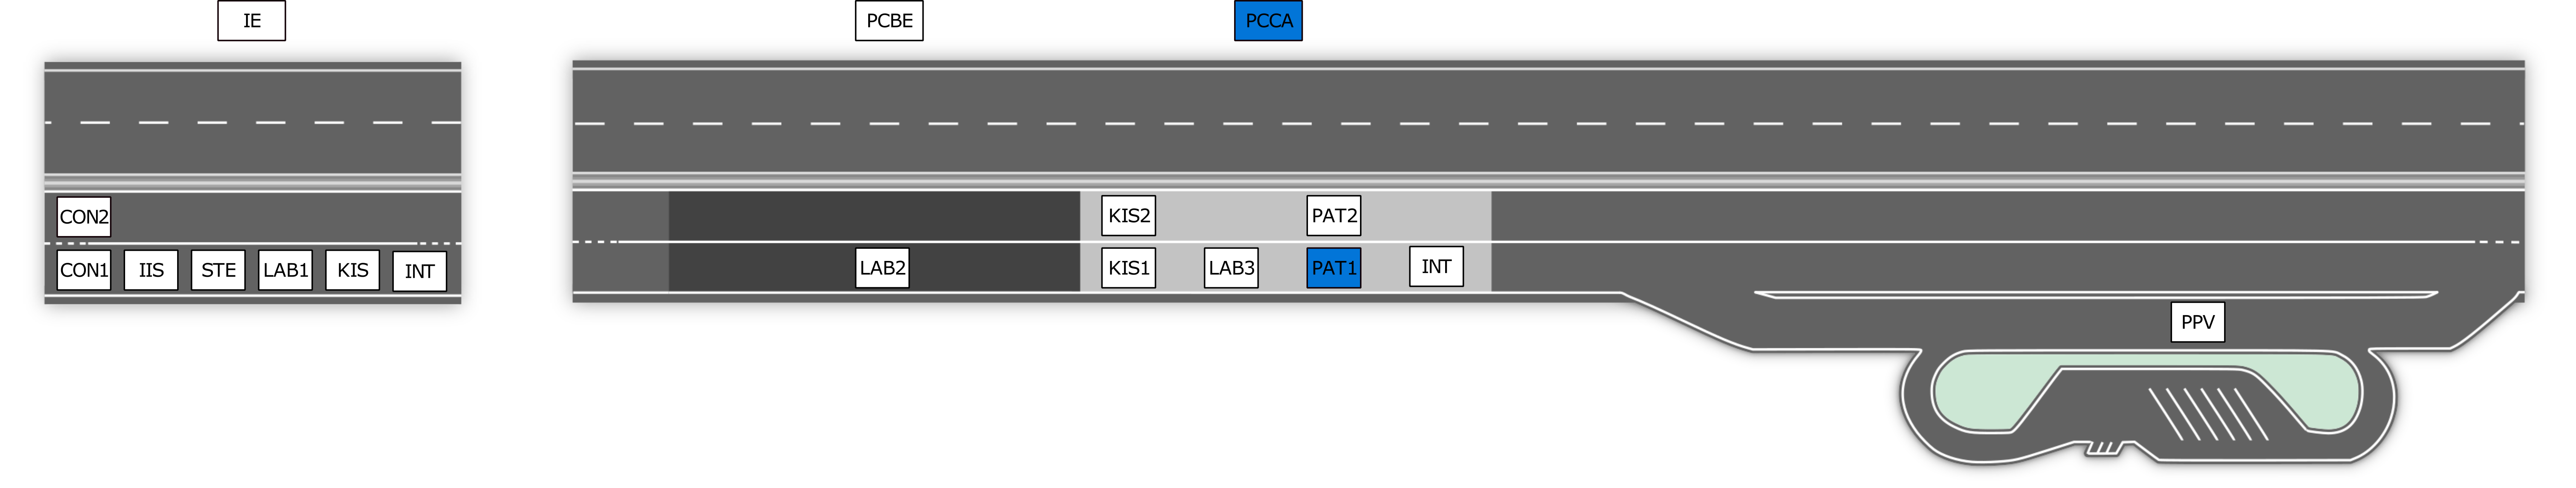 IE
PCBE
PCCA
CON2
CON1 IIS STE LAB1 KIS INT
KIS2 PAT2
LAB2 KIS1 LAB3 PAT1 INT
PPV